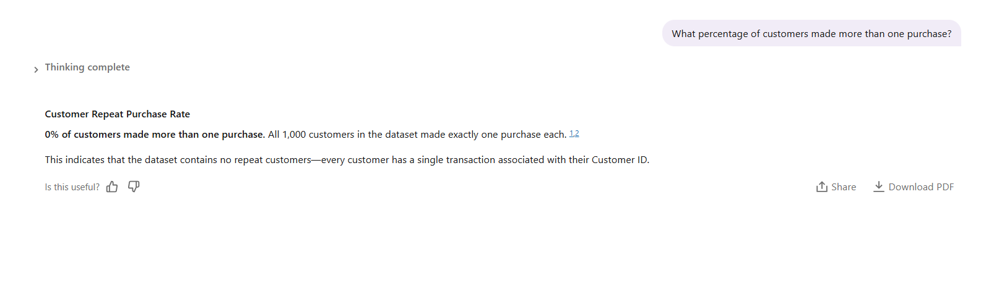 What percentage of customers made more than one purchase?
Thinking complete
Customer Repeat Purchase Rate
0% of customers made more than one purchase. All 1,000 customers in the dataset made exactly one purchase each. 1,2
This indicates that the dataset contains no repeat customers—every customer has a single transaction associated with their Customer ID.
Is this useful? Share Download PDF